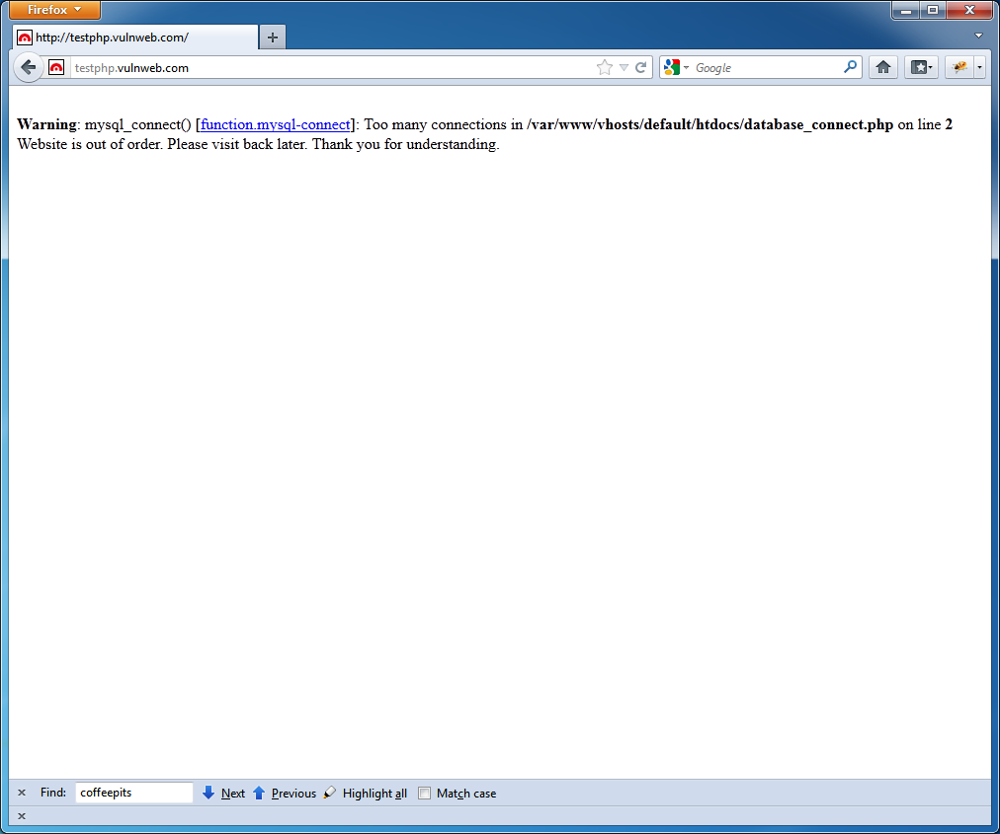 Firefox
http://testphp.vulnweb.com/
testphp.vulnweb.com
Google
Warning: mysql_connect() [function.mysql-connect]: Too many connections in /var/www/vhosts/default/htdocs/database_connect.php on line 2
Website is out of order. Please visit back later. Thank you for understanding.
Find: coffeepits Next Previous Highlight all Match case